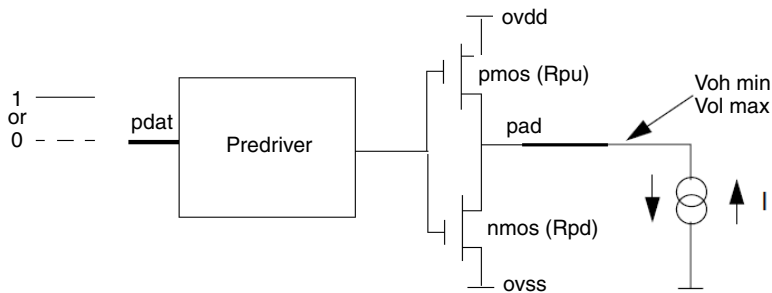 ovdd
pmos (Rpu)
1
or
0
pdat
Predriver
pad
Voh min
Vol max
nmos (Rpd)
I
ovss